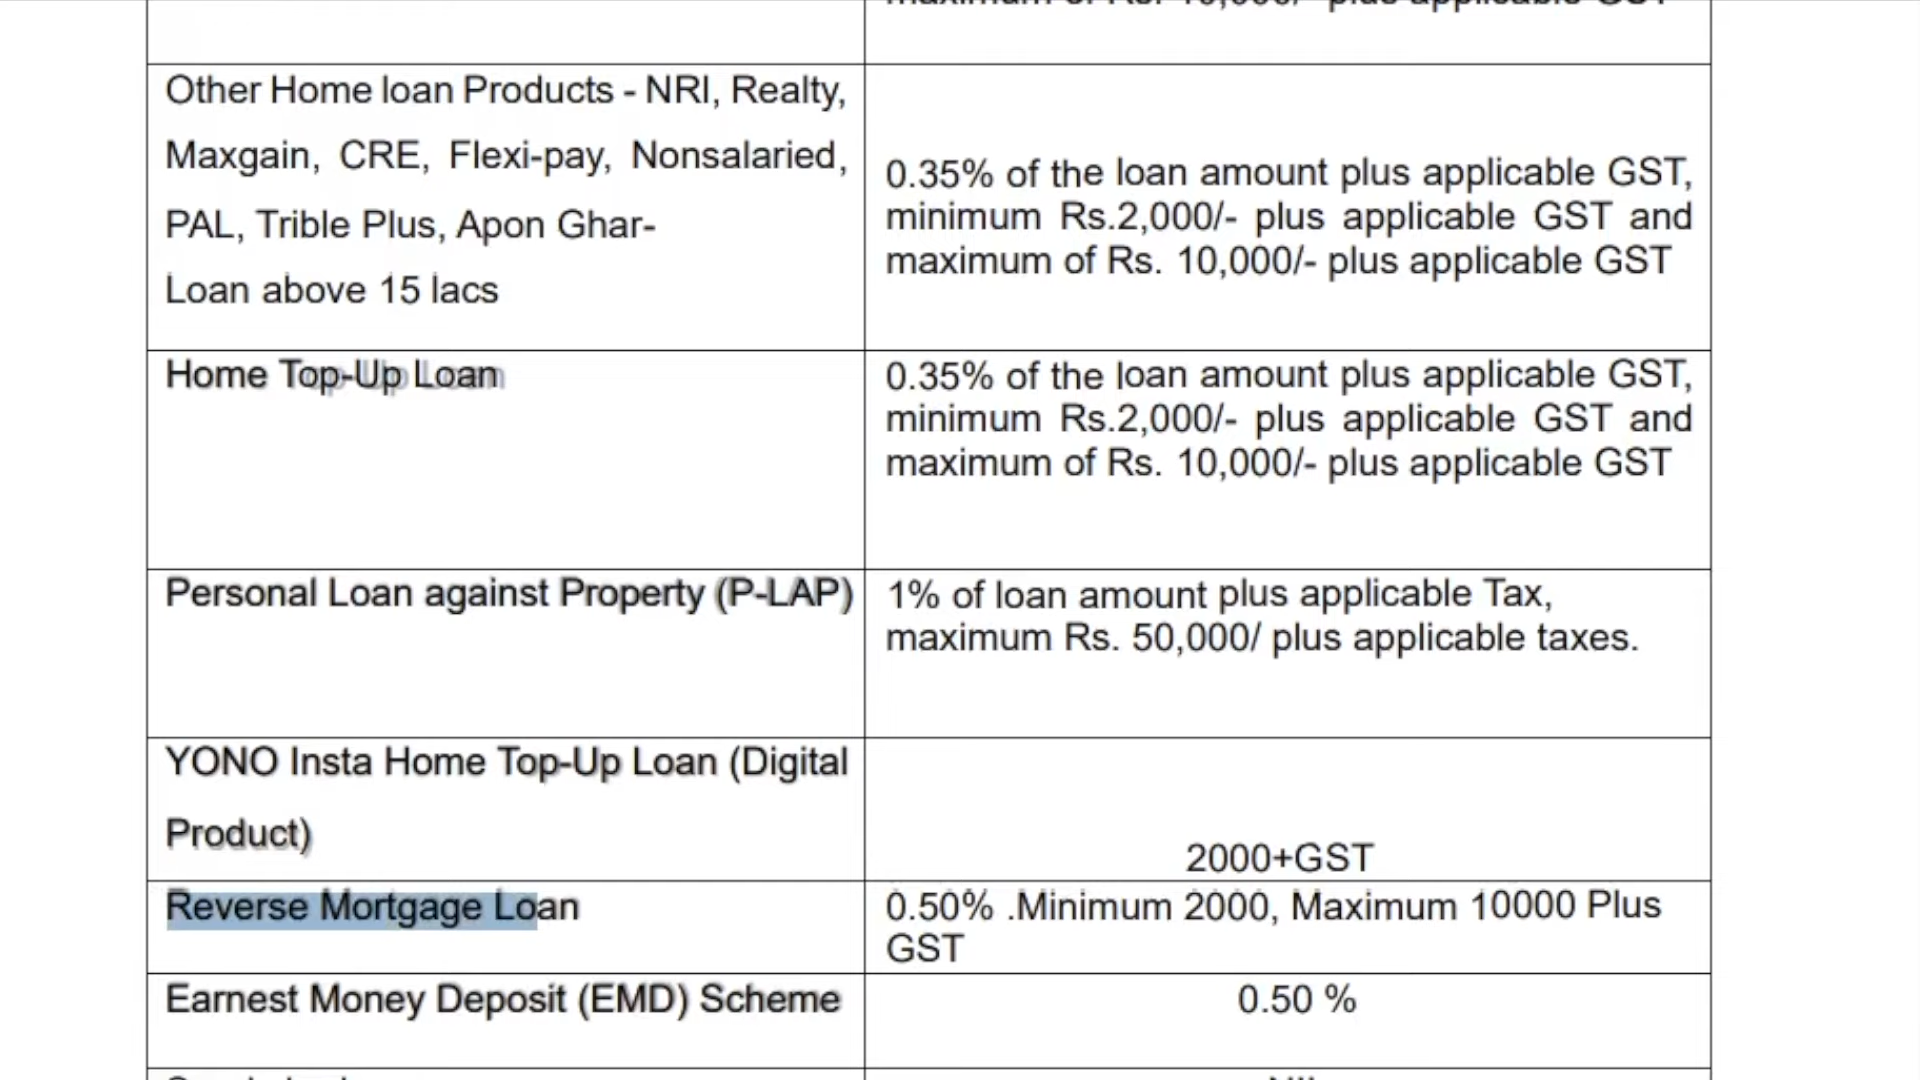 Other Home loan Products - NRI, Realty,
Maxgain, CRE, Flexi-pay, Nonsalaried,
PAL, Trible Plus, Apon Ghar-
Loan above 15 lacs
0.35% of the loan amount plus applicable GST,
minimum Rs.2,000/- plus applicable GST and
maximum of Rs. 10,000/- plus applicable GST
Home Top-Up Loan
0.35% of the loan amount plus applicable GST,
minimum Rs.2,000/- plus applicable GST and
maximum of Rs. 10,000/- plus applicable GST
Personal Loan against Property (P-LAP)
1% of loan amount plus applicable Tax,
maximum Rs. 50,000/ plus applicable taxes.
YONO Insta Home Top-Up Loan (Digital
Product)
2000+GST
Reverse Mortgage Loan
0.50% .Minimum 2000, Maximum 10000 Plus
GST
Earnest Money Deposit (EMD) Scheme
0.50 %